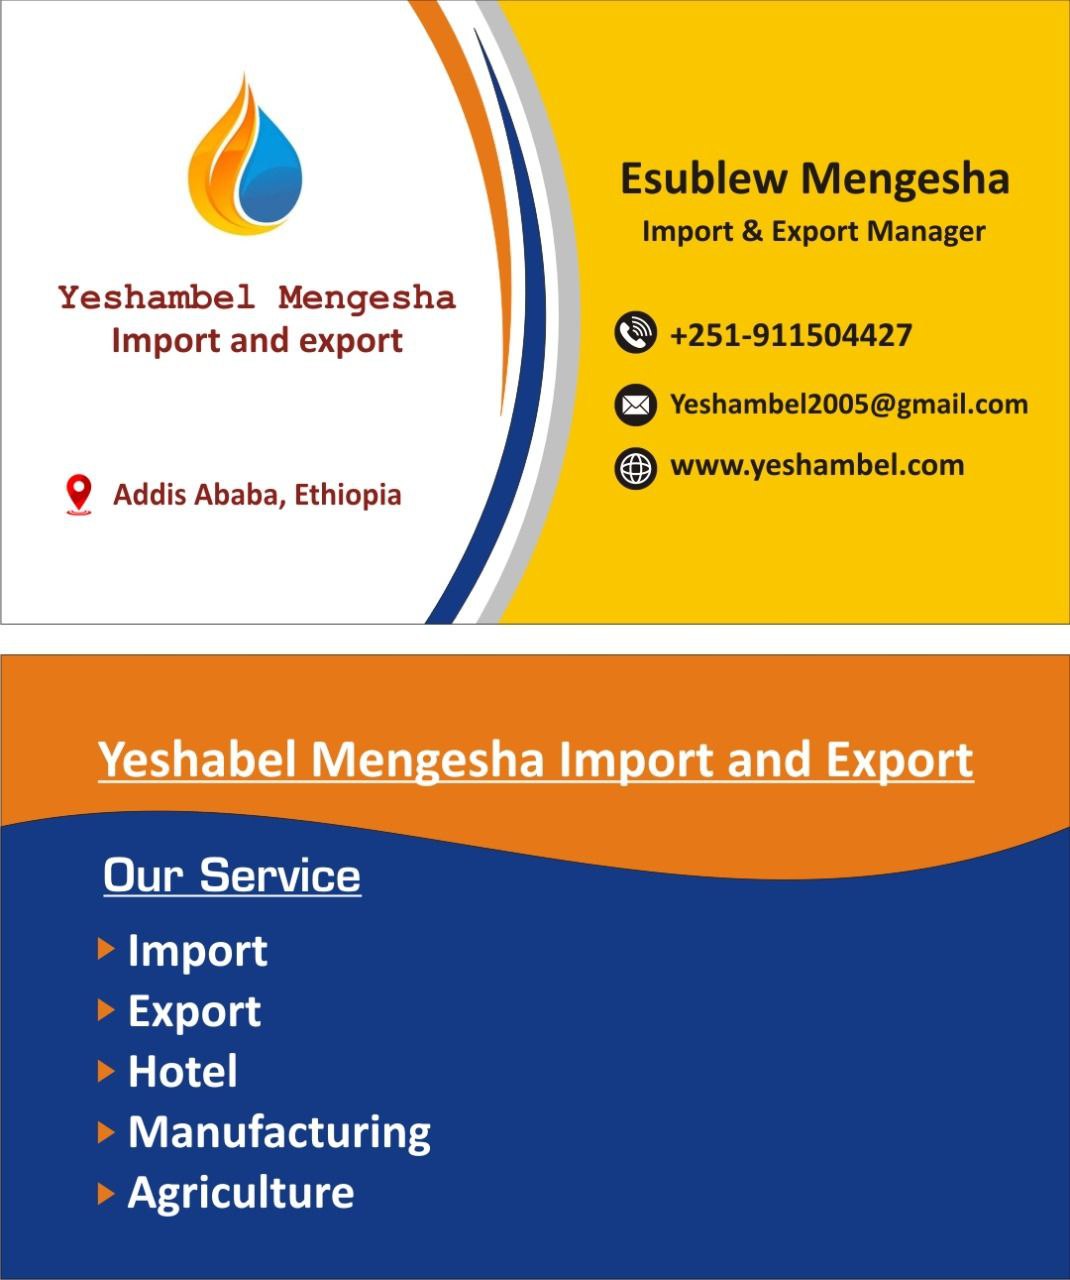 Yeshambel Mengesha
Import and export
Addis Ababa, Ethiopia
Esublew Mengesha
Import & Export Manager
+251-911504427
Yeshambel2005@gmail.com
www.yeshambel.com
Yeshabel Mengesha Import and Export
Our Service
Import
Export
Hotel
Manufacturing
Agriculture